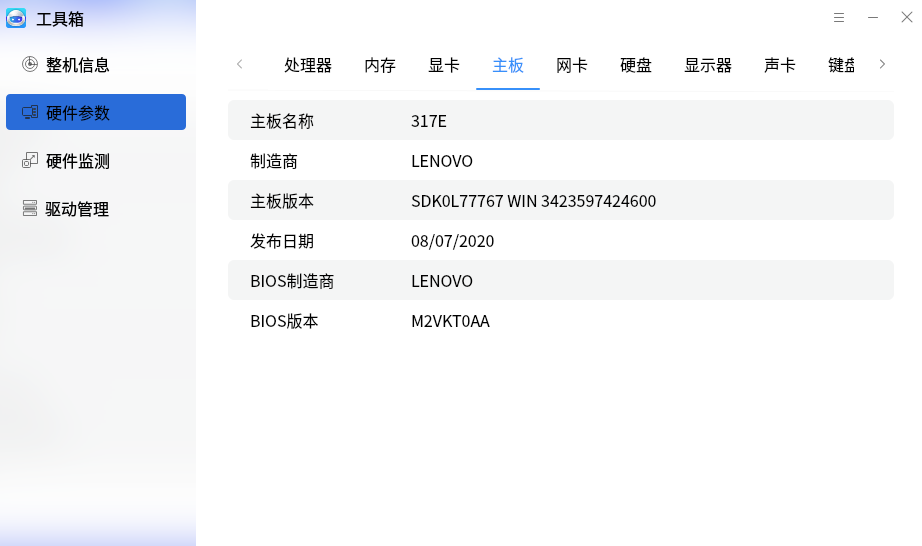 工具箱
整机信息
硬件参数
硬件监测
驱动管理
处理器 内存 显卡 主板 网卡 硬盘 显示器 声卡 键盘
主板名称 317E
制造商 LENOVO
主板版本 SDK0L77767 WIN 3423597424600
发布日期 08/07/2020
BIOS制造商 LENOVO
BIOS版本 M2VKT0AA